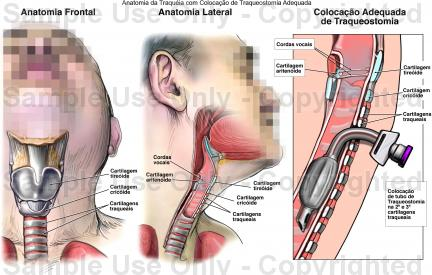 Anatomia da Traquéia com Colocação de Traqueostomia Adequada
Anatomia Frontal
Anatomia Lateral
Colocação Adequada
de Traqueostomia
Sample Use Only - Copyrighted
Sample Use Only - Copyrighted
Sample Use Only - Copyrighted
Cartilagem
tireóide
Cartilagem
cricóide
Cartilagens
traqueais
Cordas
vocais
Cartilagem
aritenóide
Cartilagem
tireóide
Cartilagem
cricóide
Cartilagens
traqueais
Cordas vocais
Cartilagem
aritenóide
Cartilagem
tireóide
Cartilagem
cricóide
Cartilagens
traqueais
Colocação
de tubo de
Traqueostomia
na 2ª e 3ª
cartilagens
traqueais